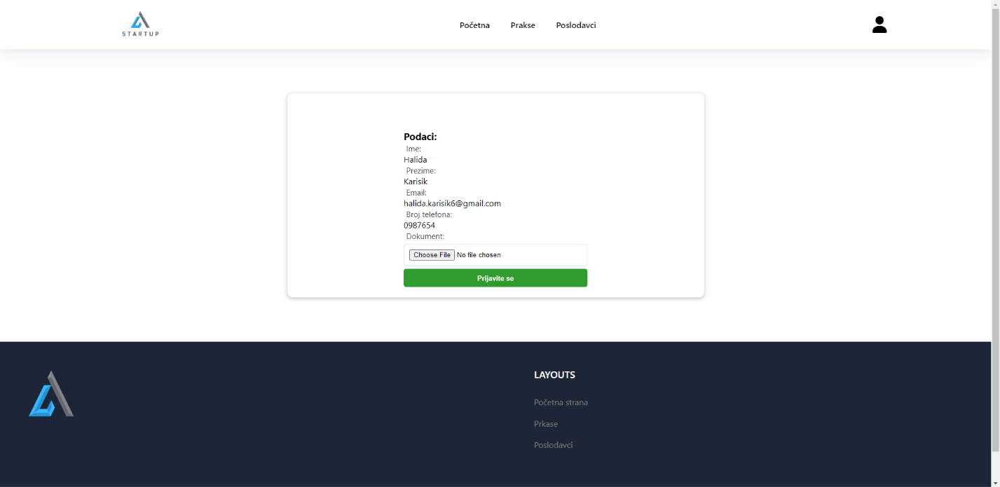 STARTUP
Početna Prakse Poslodavci
Podaci:
Ime:
Halida
Prezime:
Karisik
Email:
halida.karisik6@gmail.com
Broj telefona:
0987654
Dokument:
Choose File No file chosen
Prijavite se
LAYOUTS
Početna strana
Prkase
Poslodavci